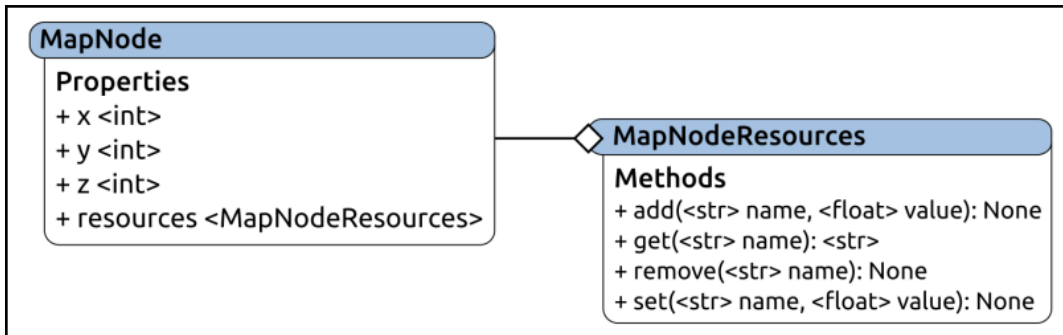 MapNode
Properties
+ x <int>
+ y <int>
+ z <int>
+ resources <MapNodeResources>
MapNodeResources
Methods
+ add(<str> name, <float> value): None
+ get(<str> name): <str>
+ remove(<str> name): None
+ set(<str> name, <float> value): None